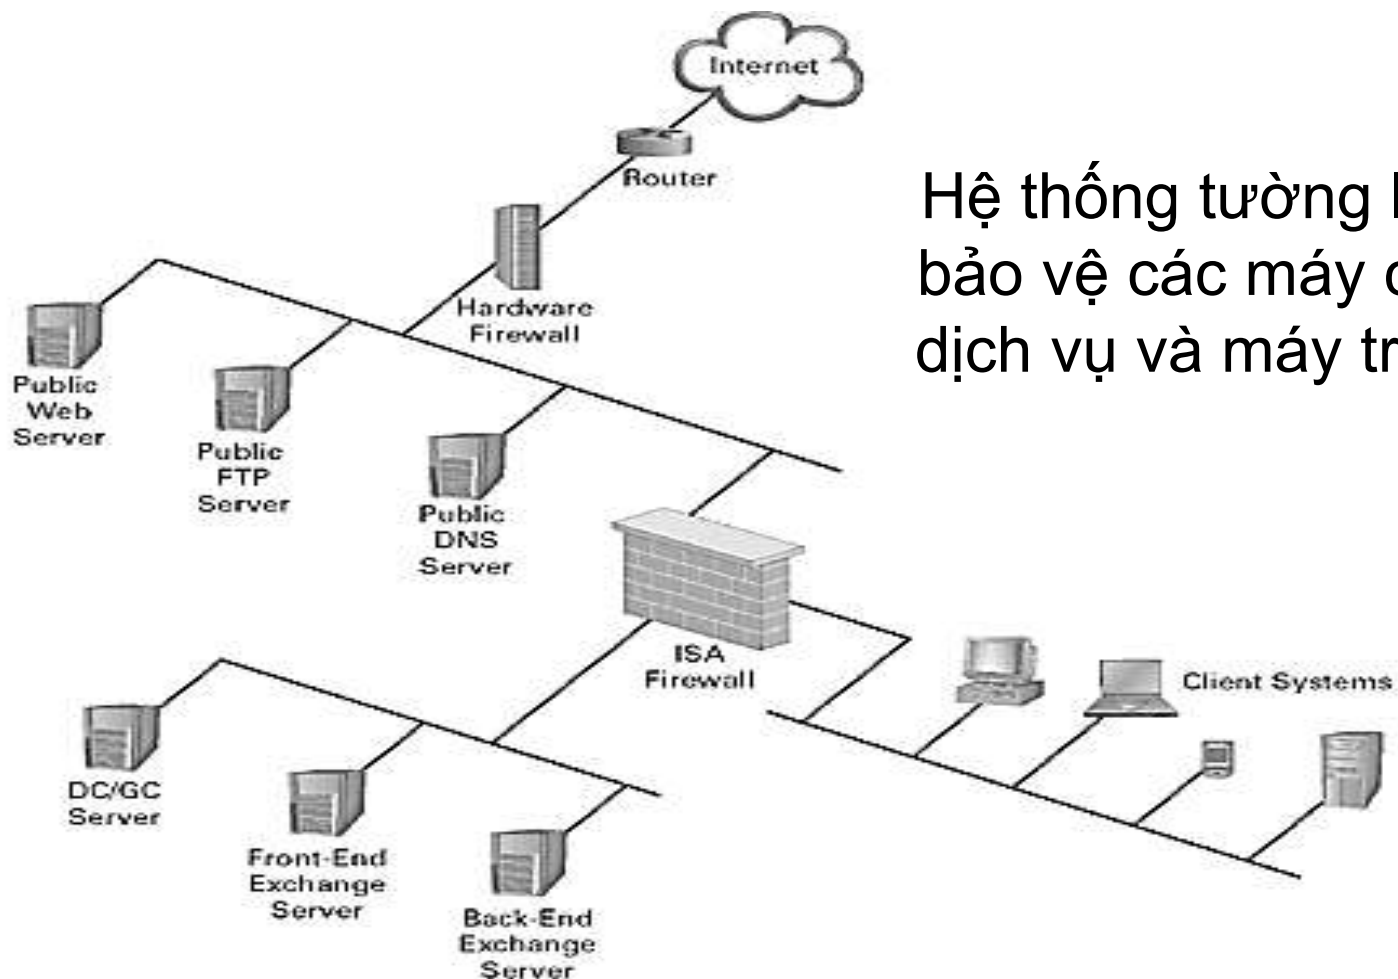 Internet
Router
Hệ thống tường
bảo vệ các máy
dịch vụ và máy
Hardware
Firewall
Public
Web
Server
Public
FTP
Server
Public
DNS
Server
ISA
Firewall
Client Systems
DC/GC
Server
Front-End
Exchange
Server
Back-End
Exchange
Server